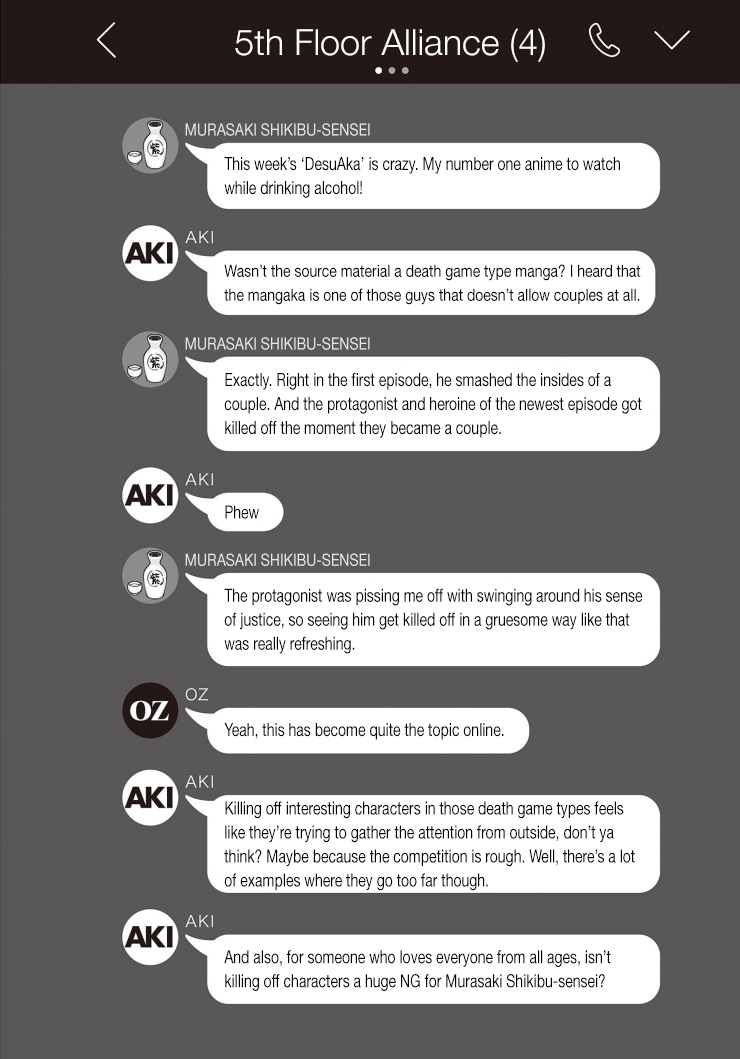 5th Floor Alliance (4)
MURASAKI SHIKIBU-SENSEI
This week's 'DesuAka' is crazy. My number one anime to watch
while drinking alcohol!
AKI
AKI
Wasn't the source material a death game type manga? I heard that
the mangaka is one of those guys that doesn't allow couples at all.
紫
MURASAKI SHIKIBU-SENSEI
Exactly. Right in the first episode, he smashed the insides of a
couple. And the protagonist and heroine of the newest episode got
killed off the moment they became a couple.
AKI
AKI
Phew
紫
MURASAKI SHIKIBU-SENSEI
The protagonist was pissing me off with swinging around his sense
of justice, so seeing him get killed off in a gruesome way like that
was really refreshing.
OZ
OZ
Yeah, this has become quite the topic online.
AKI
AKI
Killing off interesting characters in those death game types feels
like they're trying to gather the attention from outside, don't ya
think? Maybe because the competition is rough. Well, there's a lot
of examples where they go too far though.
AKI
AKI
And also, for someone who loves everyone from all ages, isn't
killing off characters a huge NG for Murasaki Shikibu-sensei?